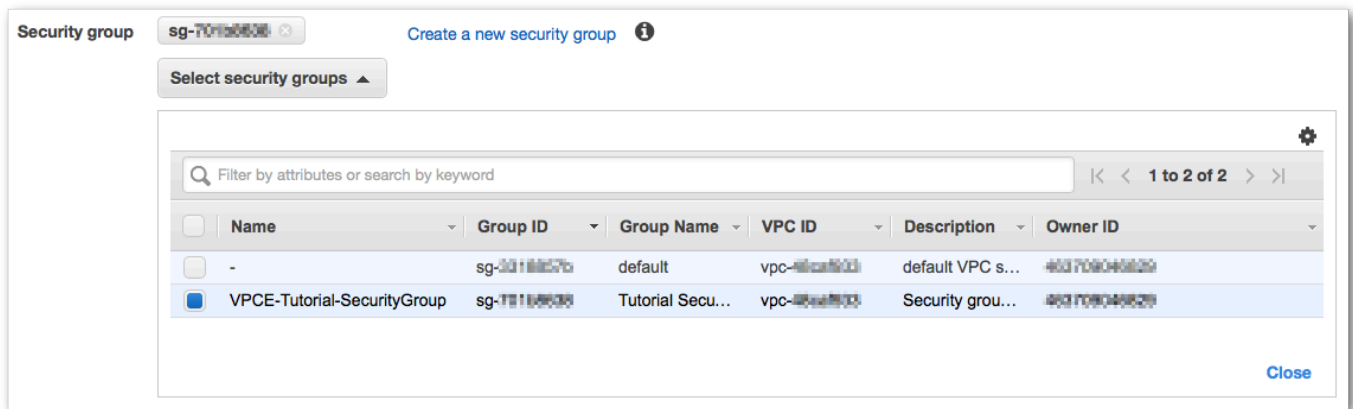 Security group sg- Create a new security group
Select security groups
Filter by attributes or search by keyword 1 to 2 of 2
Name Group ID Group Name VPC ID Description Owner ID
- sg- default vpc- default VPC s...
VPCE-Tutorial-SecurityGroup sg- Tutorial Secu... vpc- Security grou...
Close